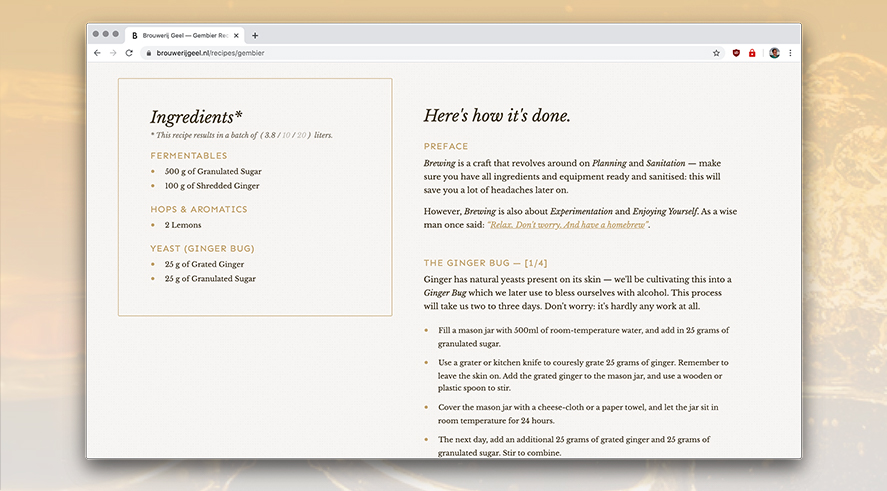 B Brouwerij Geel — Gembier Rec
brouwerijgeel.nl/recipes/gembier
Ingredients*
* This recipe results in a batch of ( 3.8 / 10 / 20 ) liters.
FERMENTABLES
500 g of Granulated Sugar
100 g of Shredded Ginger
HOPS & AROMATICS
2 Lemons
YEAST (GINGER BUG)
25 g of Grated Ginger
25 g of Granulated Sugar
Here's how it's done.
PREFACE
Brewing is a craft that revolves around on Planning and Sanitation — make
sure you have all ingredients and equipment ready and sanitised: this will
save you a lot of headaches later on.
However, Brewing is also about Experimentation and Enjoying Yourself. As a wise
man once said: "Relax. Don't worry. And have a homebrew".
THE GINGER BUG — [1/4]
Ginger has natural yeasts present on its skin — we'll be cultivating this into a
Ginger Bug which we later use to bless ourselves with alcohol. This process
will take us two to three days. Don't worry: it's hardly any work at all.
Fill a mason jar with 500ml of room-temperature water, and add in 25 grams of
granulated sugar.
Use a grater or kitchen knife to couresly grate 25 grams of ginger. Remember to
leave the skin on. Add the grated ginger to the mason jar, and use a wooden or
plastic spoon to stir.
Cover the mason jar with a cheese-cloth or a paper towel, and let the jar sit in
room temperature for 24 hours.
The next day, add an additional 25 grams of grated ginger and 25 grams of
granulated sugar. Stir to combine.